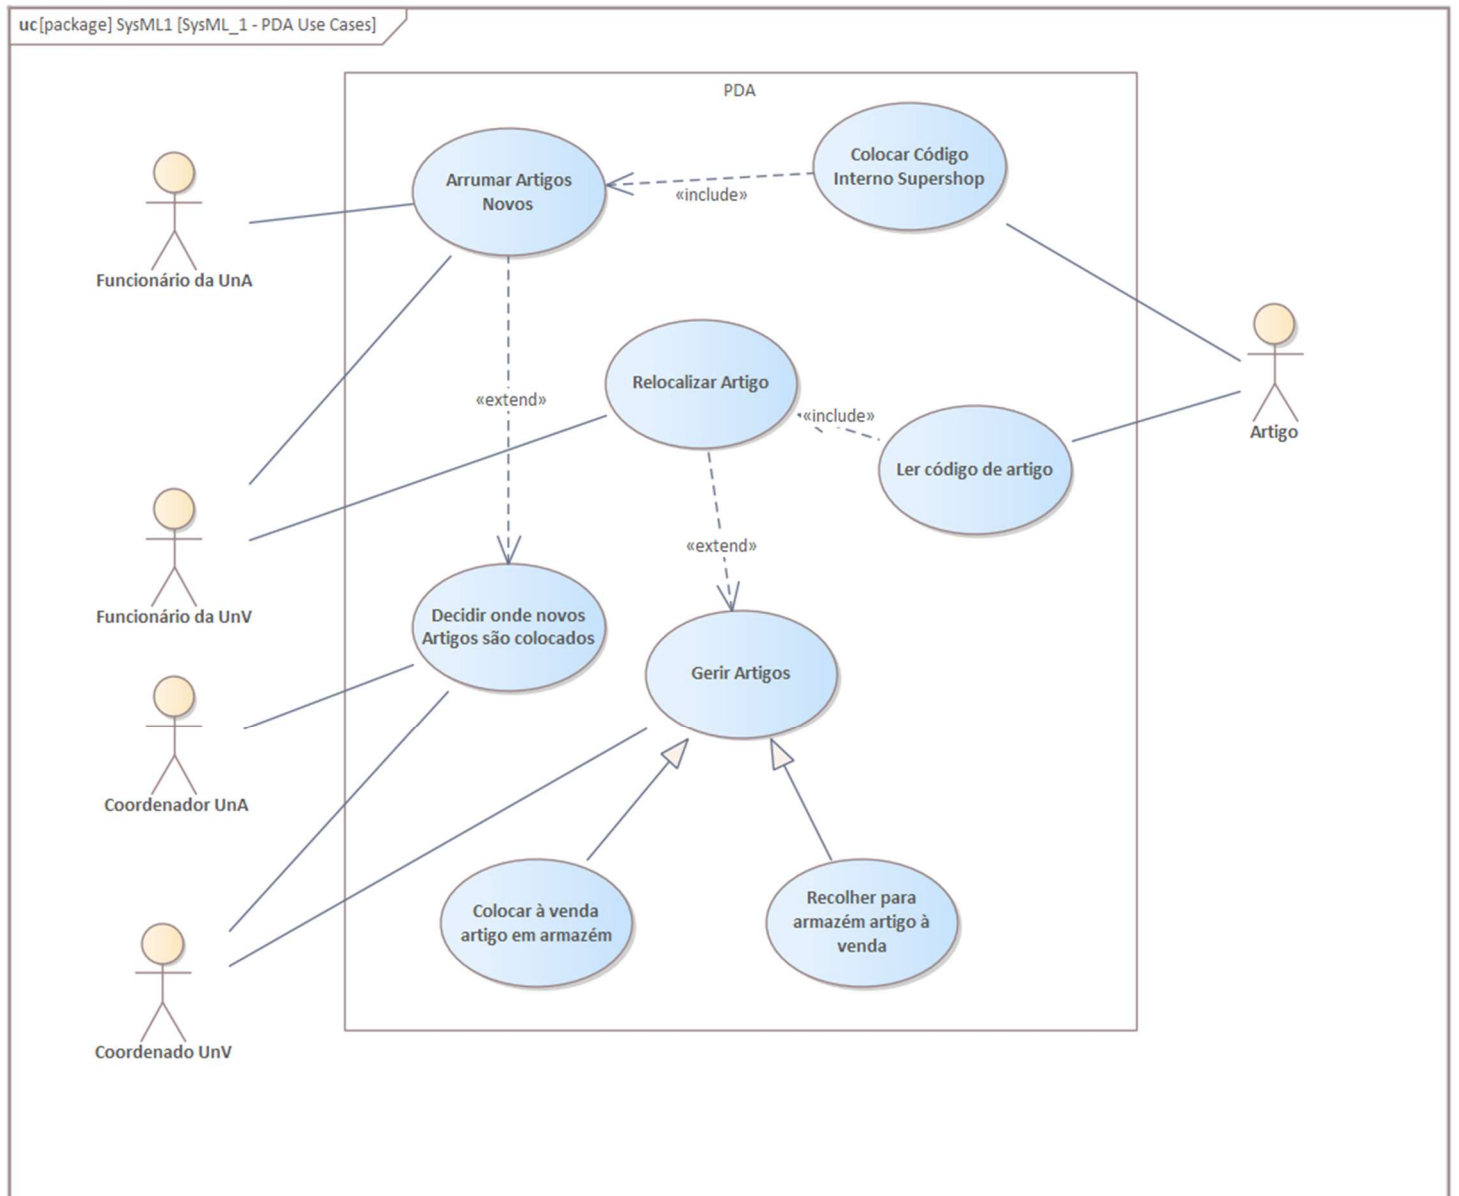 uc [package] SysML1 [SysML_1 - PDA Use Cases]
PDA
Colocar Código
Interno Supershop
Arrumar Artigos
Novos
«include»
Funcionário da UnA
Relocalizar Artigo
«extend»
«include»
Artigo
Ler código de artigo
«extend»
Funcionário da UnV
Decidir onde novos
Artigos são colocados
Gerir Artigos
Coordenador UnA
Colocar à venda
artigo em armazém
Recolher para
armazém artigo à
venda
Coordenado UnV